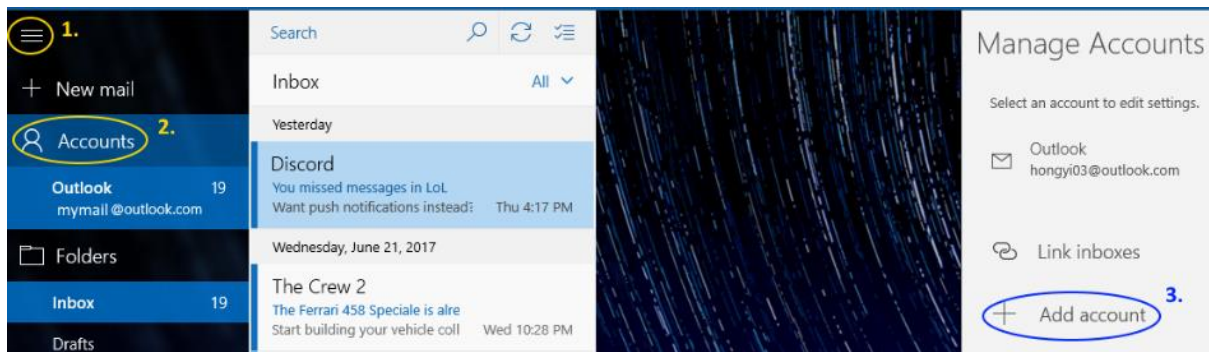 1.
New mail
Accounts 2.
Outlook 19
mymail @outlook.com
Folders
Inbox 19
Drafts
Search
Inbox All
Yesterday
Discord
You missed messages in LoL
Want push notifications instead? Thu 4:17 PM
Wednesday, June 21, 2017
The Crew 2
The Ferrari 458 Speciale is alre
Start building your vehicle coll Wed 10:28 PM
Manage Accounts
Select an account to edit settings.
Outlook
hongyi03@outlook.com
Link inboxes
3.
Add account